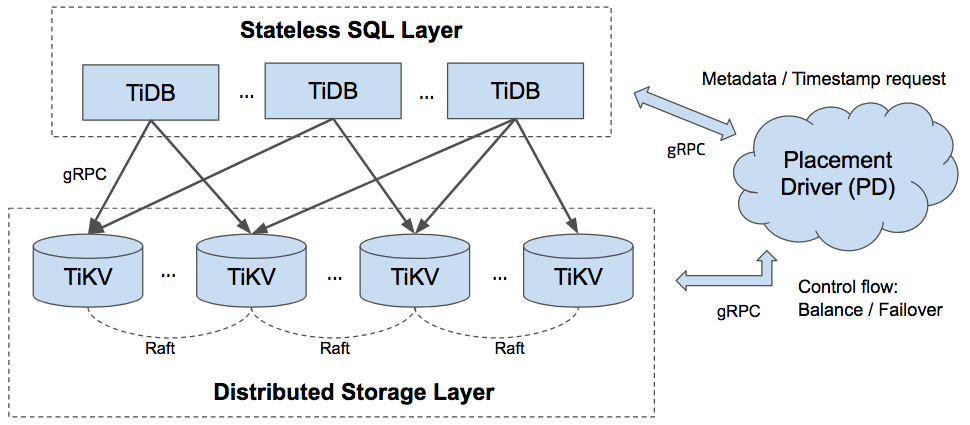 Stateless SQL Layer
TiDB ... TiDB ... TiDB
Metadata / Timestamp request
gRPC
gRPC
Placement
Driver (PD)
TiKV ... TiKV ... TiKV ... TiKV
Control flow:
Balance / Failover
gRPC
Raft Raft Raft
Distributed Storage Layer